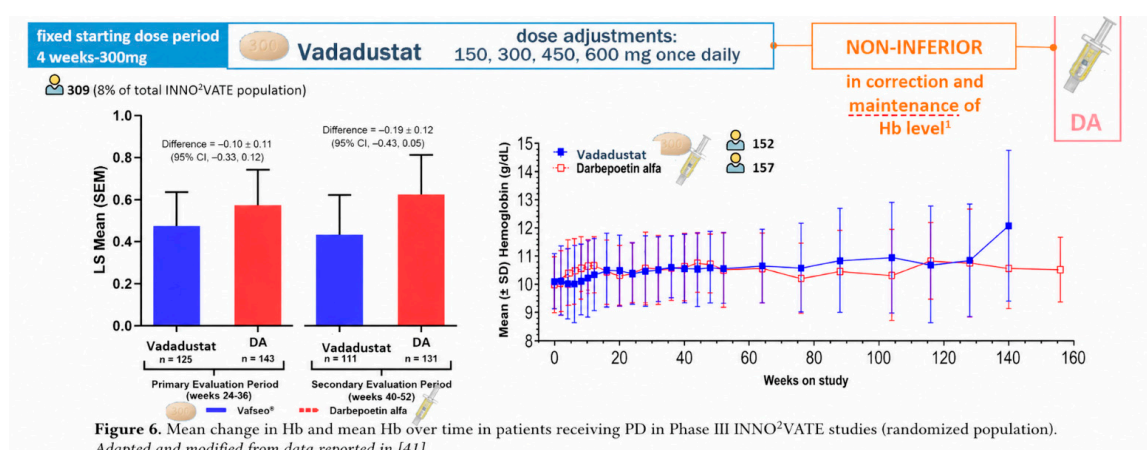 fixed starting dose period
4 weeks-300mg
300
Vadadustat
dose adjustments:
150, 300, 450, 600 mg once daily
NON-INFERIOR
in correction and
maintenance of
Hb level1
DA
309 (8% of total INNO2VATE population)
LS Mean (SEM)
1.0
0.8
0.6
0.4
0.2
0.0
Difference = –0.10 ± 0.11
(95% CI, –0.33, 0.12)
Difference = –0.19 ± 0.12
(95% CI, –0.43, 0.05)
Vadadustat
n = 125
DA
n = 143
Vadadustat
n = 111
DA
n = 131
Primary Evaluation Period
(weeks 24-36)
Secondary Evaluation Period
(weeks 40-52)
Vafseo®
Darbepoetin alfa
Mean (± SD) Hemoglobin (g/dL)
15
14
13
12
11
10
9
8
Vadadustat
Darbepoetin alfa
152
157
0 20 40 60 80 100 120 140 160
Weeks on study
Figure 6. Mean change in Hb and mean Hb over time in patients receiving PD in Phase III INNO2VATE studies (randomized population).
Adapted and modified from data reported in [41]